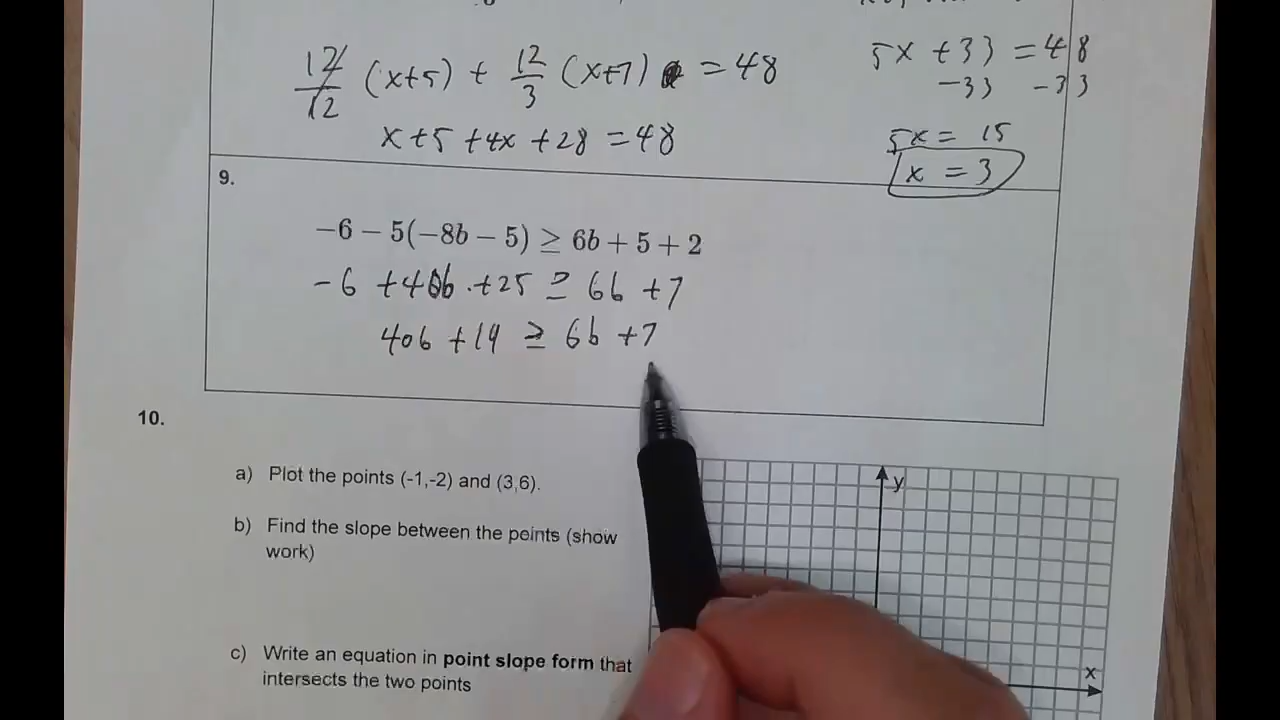 12/12 (x+5) + 12/3 (x+7) = 48
x+5 +4x +28 = 48
5x +33 = 48
-33 -33
5x = 15
x = 3
9.
−6 − 5(−8b − 5) ≥ 6b + 5 + 2
-6 +40b +25 ≥ 6b +7
40b +19 ≥ 6b +7
10.
a) Plot the points (-1,-2) and (3,6).
b) Find the slope between the points (show
work)
c) Write an equation in point slope form that
intersects the two points
y
x